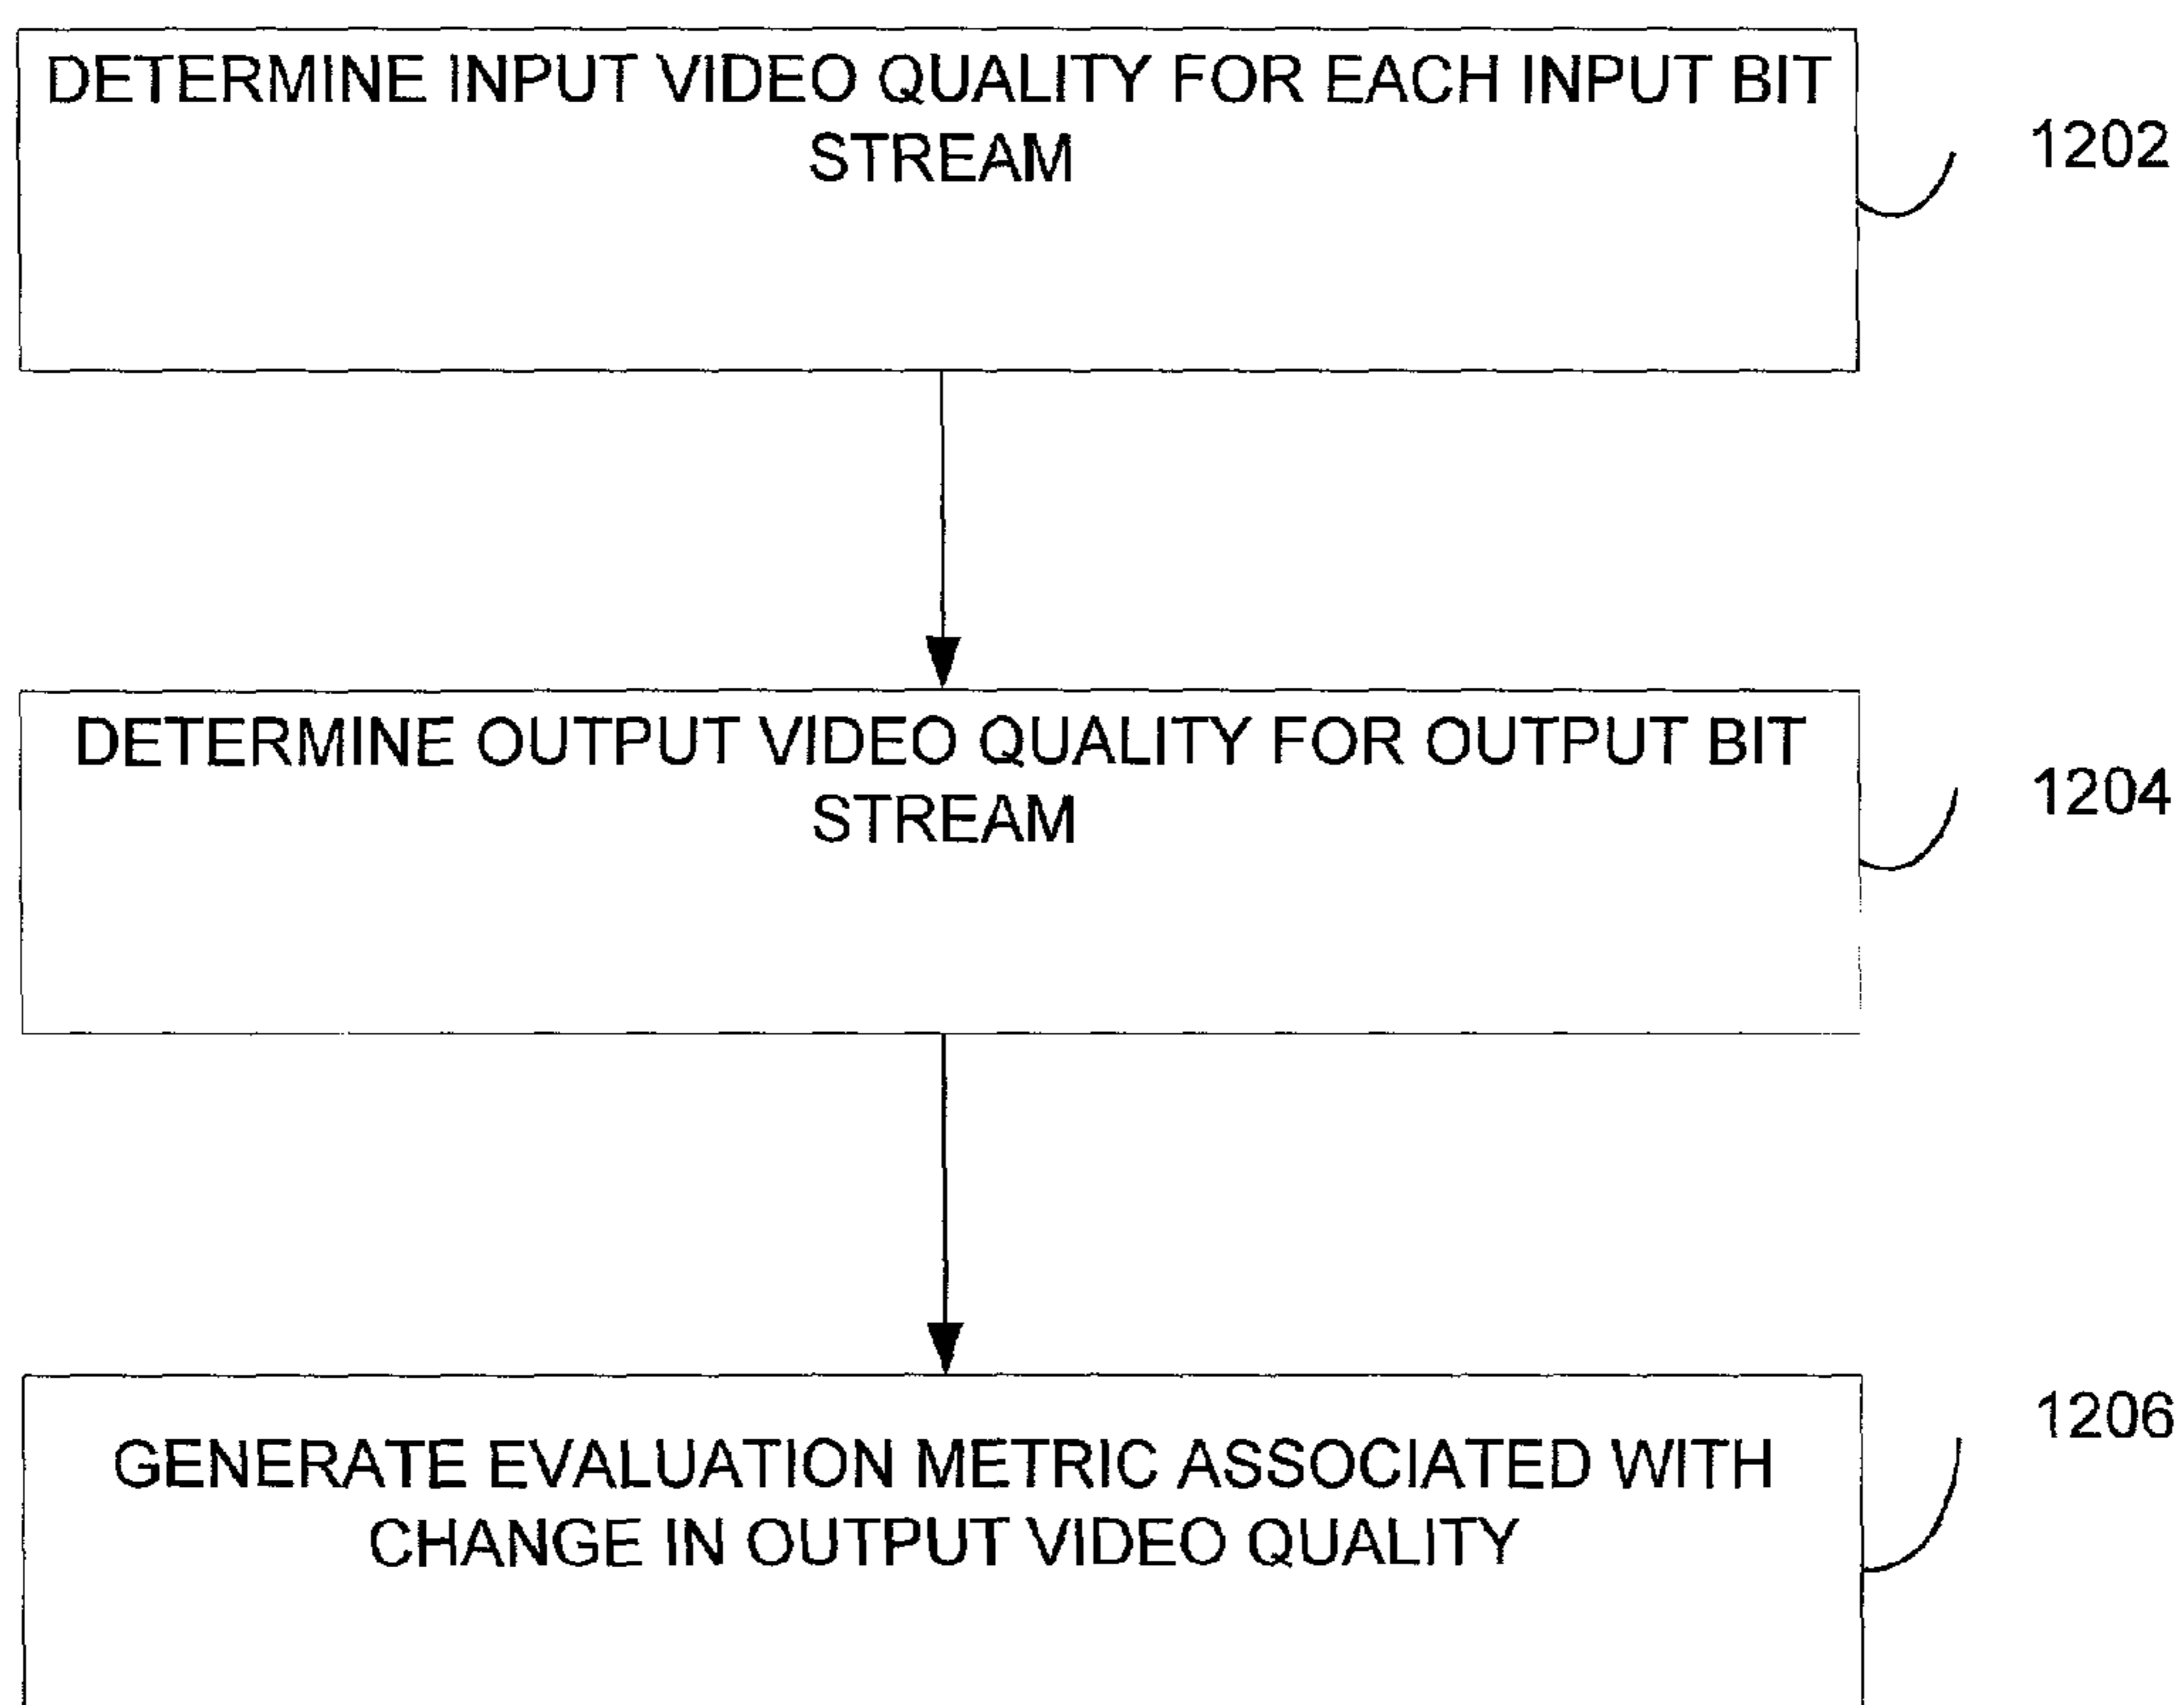 DETERMINE INPUT VIDEO QUALITY FOR EACH INPUT BIT
STREAM
1202
DETERMINE OUTPUT VIDEO QUALITY FOR OUTPUT BIT
STREAM
1204
GENERATE EVALUATION METRIC ASSOCIATED WITH
CHANGE IN OUTPUT VIDEO QUALITY
1206